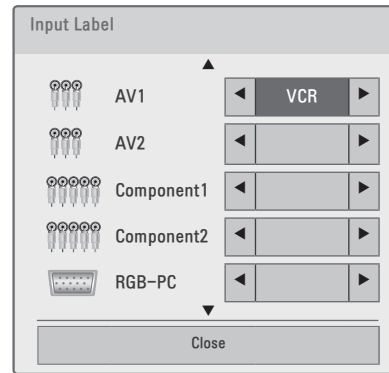 Input Label
AV1 VCR
AV2
Component1
Component2
RGB-PC
Close